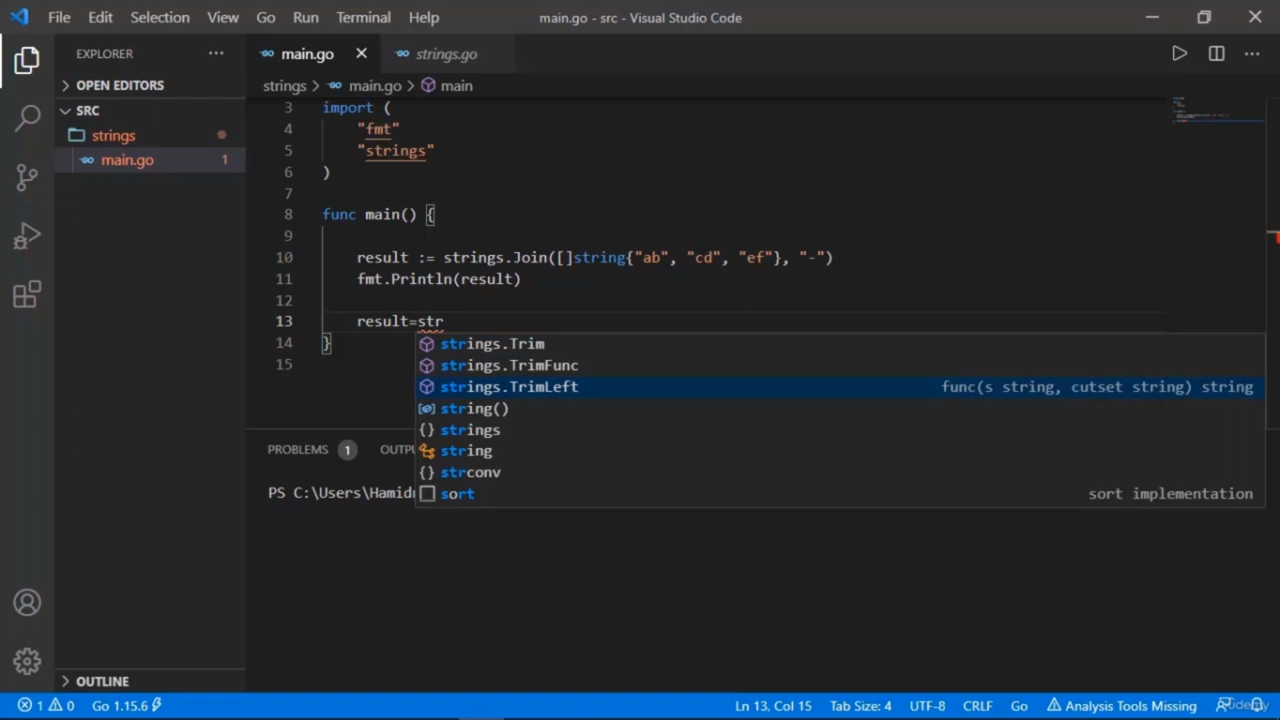 File Edit Selection View Go Run Terminal Help
main.go - src - Visual Studio Code
EXPLORER
OPEN EDITORS
SRC
strings
main.go 1
main.go strings.go
strings > main.go > main
3 import (
4 "fmt"
5 "strings"
6 )
7
8 func main() {
9
10 result := strings.Join([]string{"ab", "cd", "ef"}, "-")
11 fmt.Println(result)
12
13 result=str
14 }
15
strings.Trim
strings.TrimFunc
strings.TrimLeft func(s string, cutset string) string
string()
strings
string
strconv
sort sort implementation
PROBLEMS 1 OUTPU
PS C:\Users\Hamid
OUTLINE
1 0 Go 1.15.6 Ln 13, Col 15 Tab Size: 4 UTF-8 CRLF Go Analysis Tools Missing